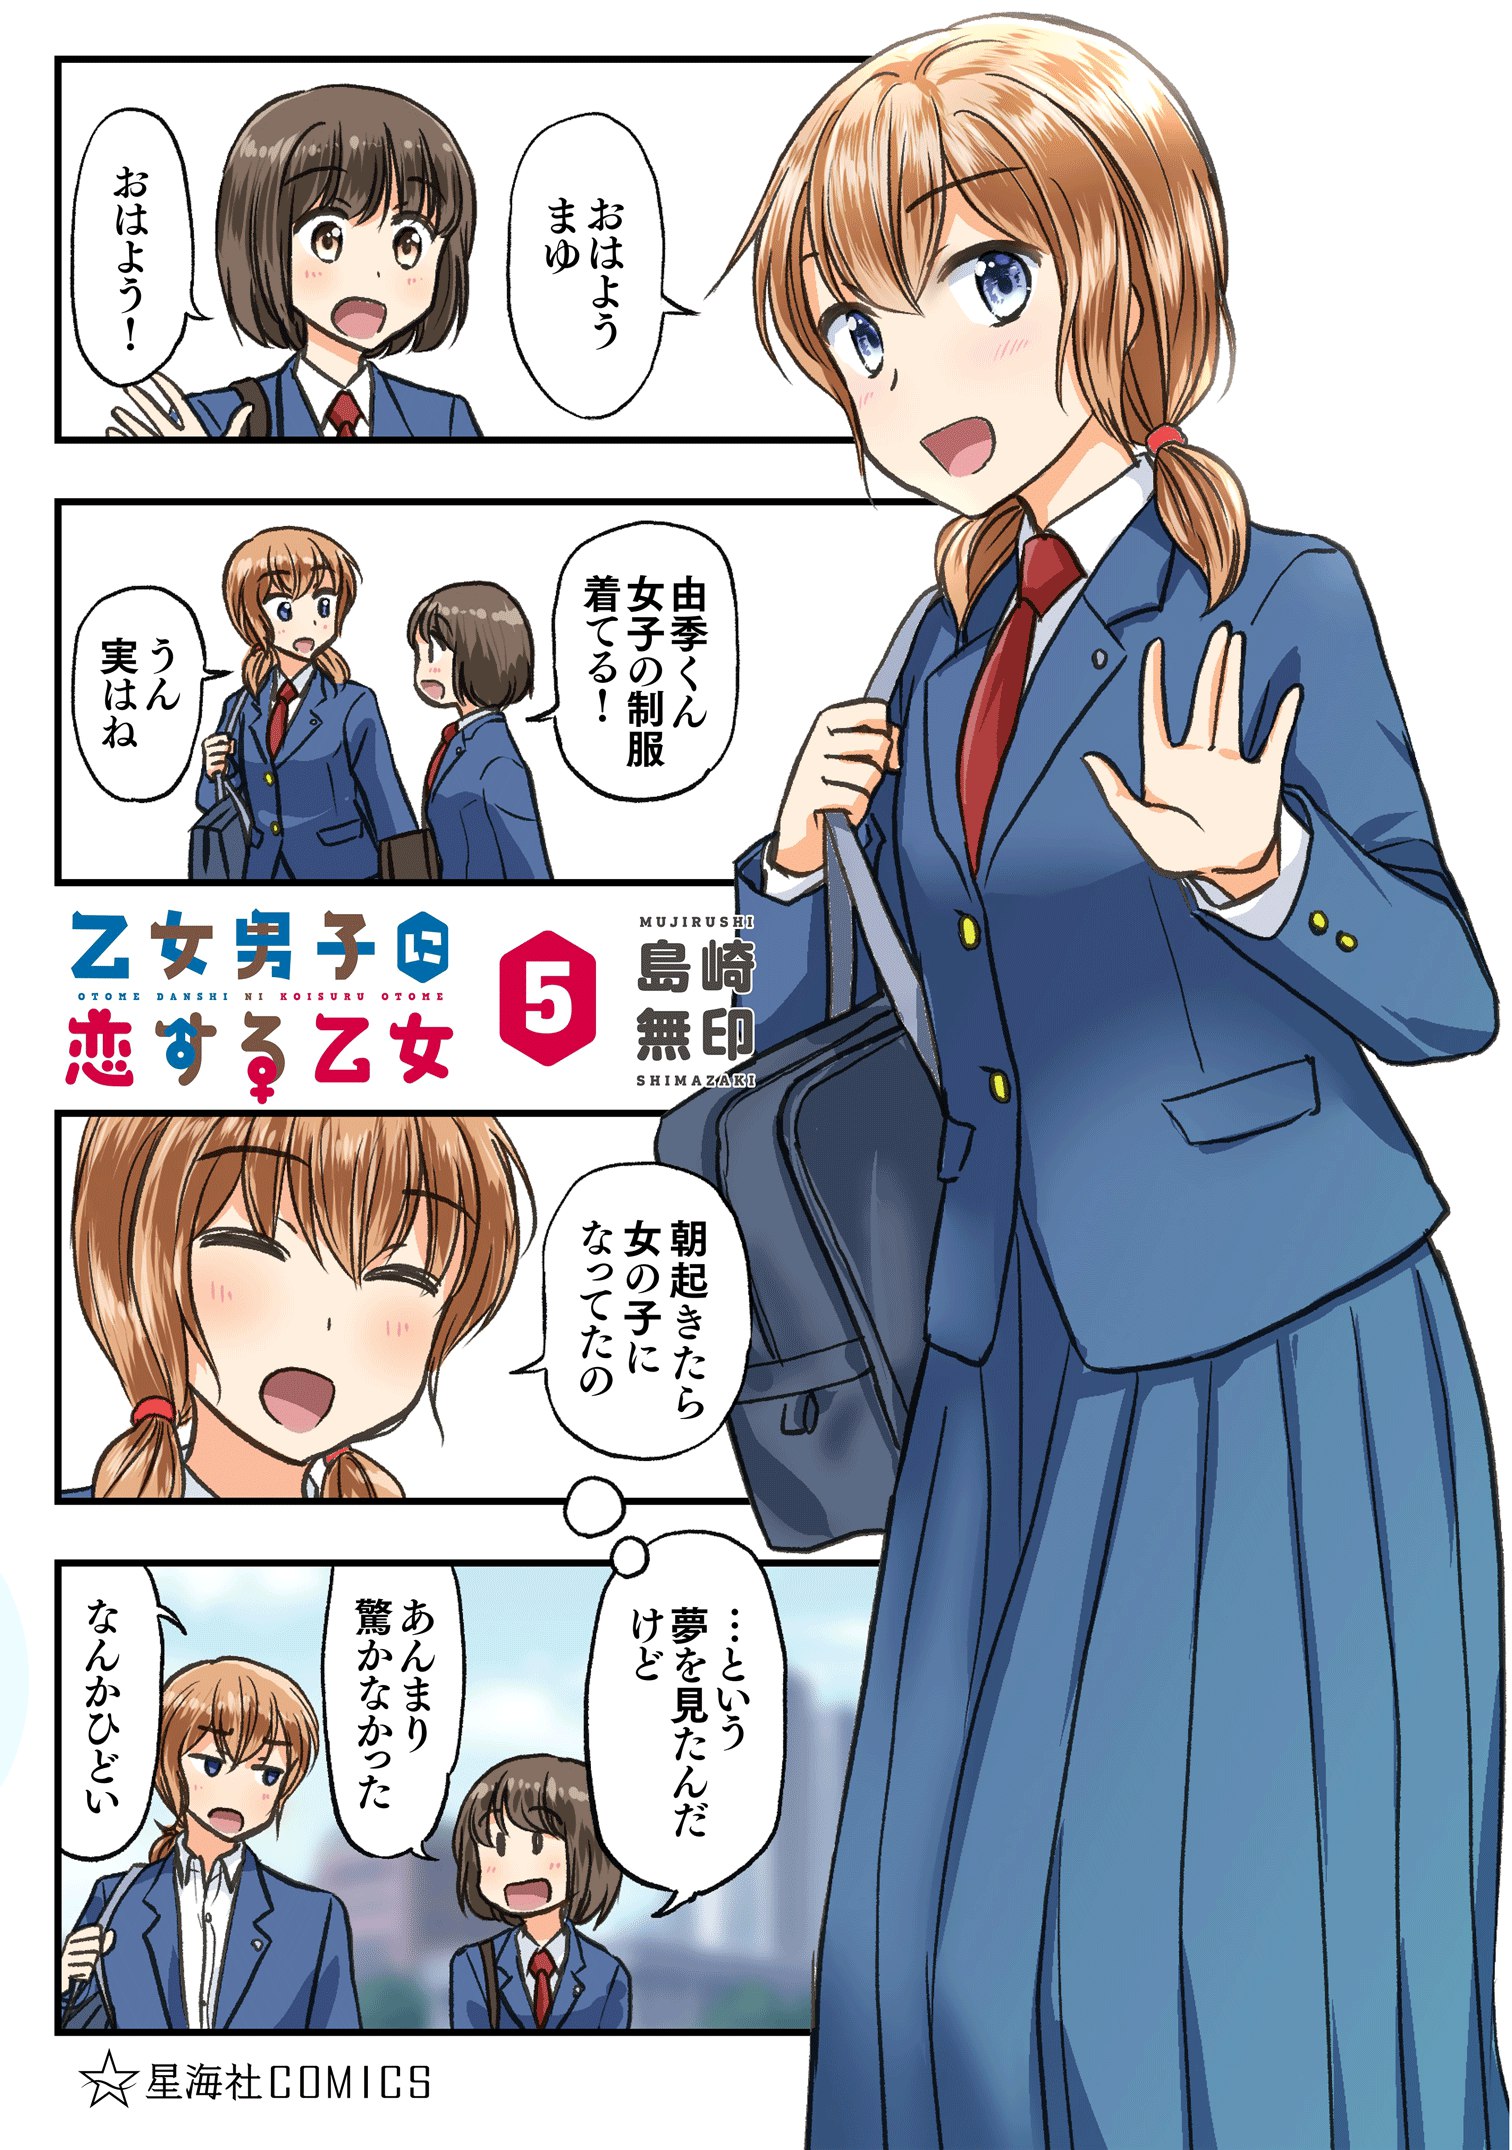 おはよう
まゆ
おはよう!
由季くん
女子の制服
着てる!
うん
実はね
乙女男子に
OTOME DANSHI NI KOISURU OTOME
恋する乙女
5
MUJIRUSHI
島崎
無印
SHIMAZAKI
朝起きたら
女の子に
なってたの
…という
夢を見たんだ
けど
あんまり
驚かなかった
なんかひどい
星海社COMICS